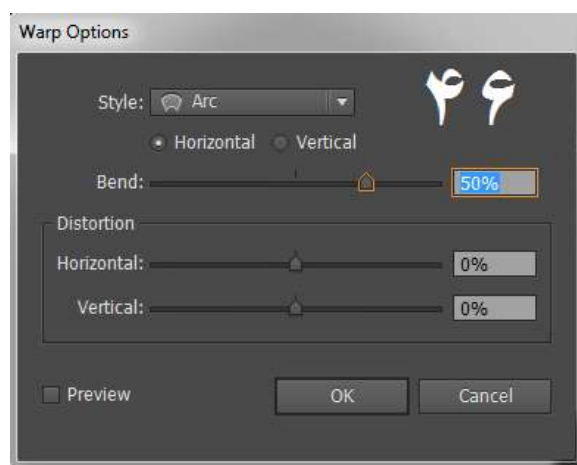 Warp Options
Style: Arc
۴۶
Horizontal Vertical
Bend: 50%
Distortion
Horizontal: 0%
Vertical: 0%
Preview OK Cancel